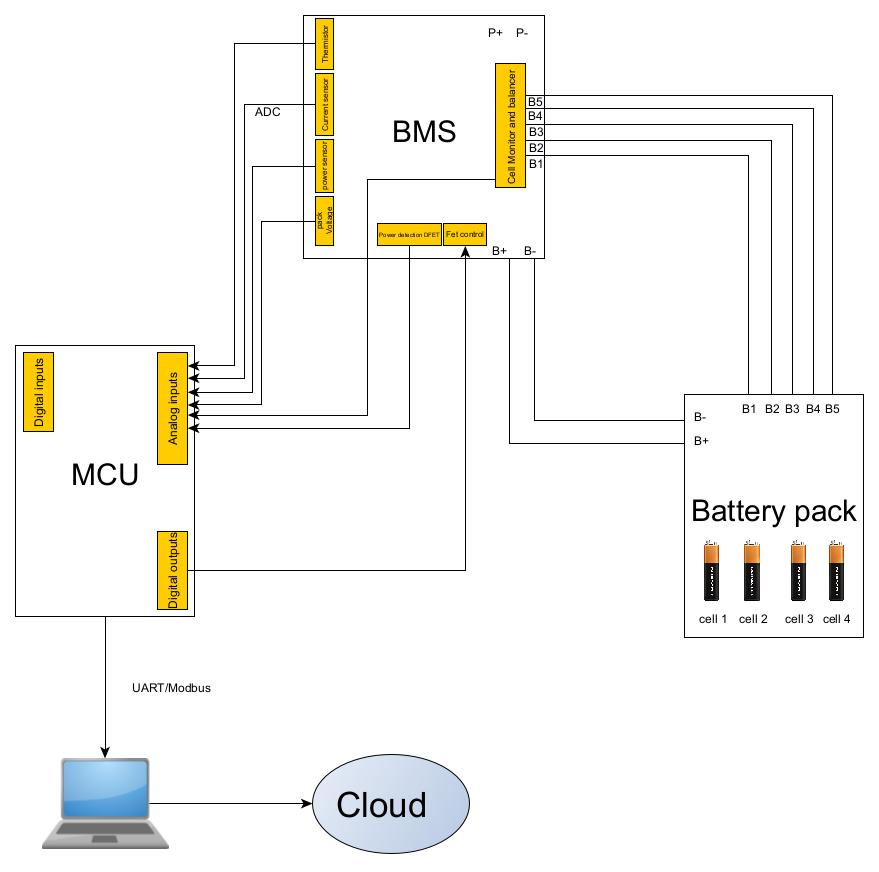 Thermistor
P+ P-
Current sensor
ADC
BMS
Cell Monitor and balancer
B5
B4
B3
B2
B1
power sensor
pack
Voltage
Power detection DFET
Fet control
B+ B-
Digital inputs
Analog inputs
MCU
Digital outputs
B1 B2 B3 B4 B5
B-
B+
Battery pack
cell 1 cell 2 cell 3 cell 4
UART/Modbus
Cloud